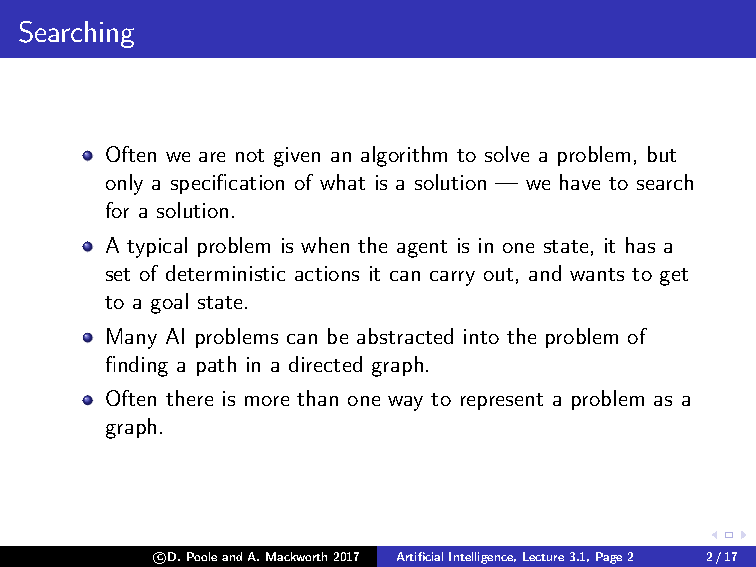 Searching
Often we are not given an algorithm to solve a problem, but
only a specification of what is a solution — we have to search
for a solution.
A typical problem is when the agent is in one state, it has a
set of deterministic actions it can carry out, and wants to get
to a goal state.
Many AI problems can be abstracted into the problem of
finding a path in a directed graph.
Often there is more than one way to represent a problem as a
graph.
©D. Poole and A. Mackworth 2017 Artificial Intelligence, Lecture 3.1, Page 2 2 / 17